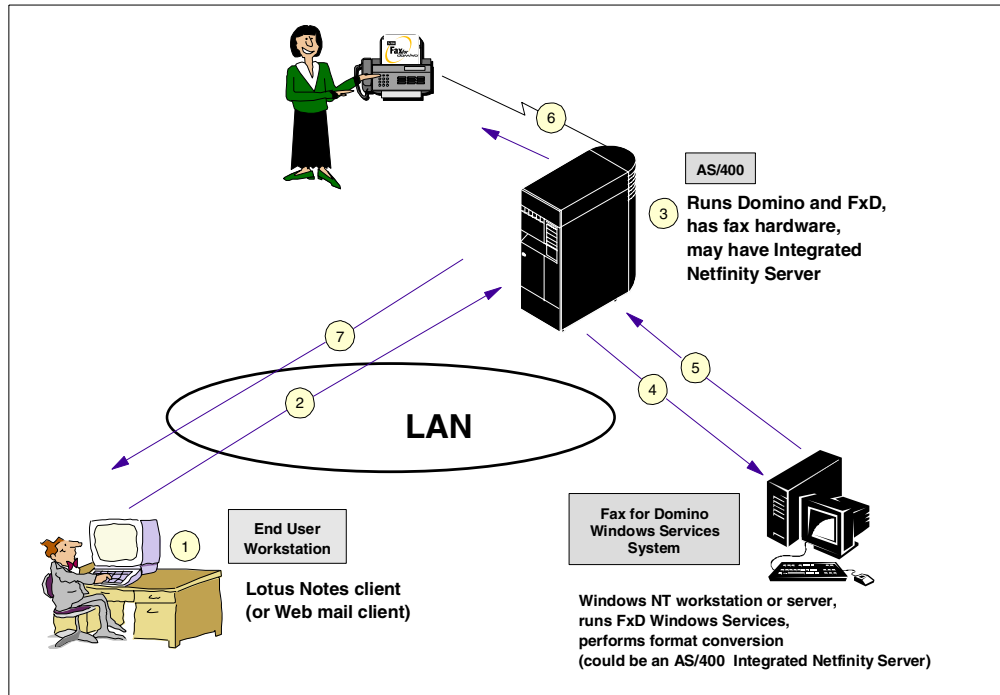 Fax for
DOMINO
6
AS/400
3
Runs Domino and FxD,
has fax hardware,
may have Integrated
Netfinity Server
7
5
2
4
LAN
1
End User
Workstation
Lotus Notes client
(or Web mail client)
Fax for Domino
Windows Services
System
Windows NT workstation or server,
runs FxD Windows Services,
performs format conversion
(could be an AS/400 Integrated Netfinity Server)